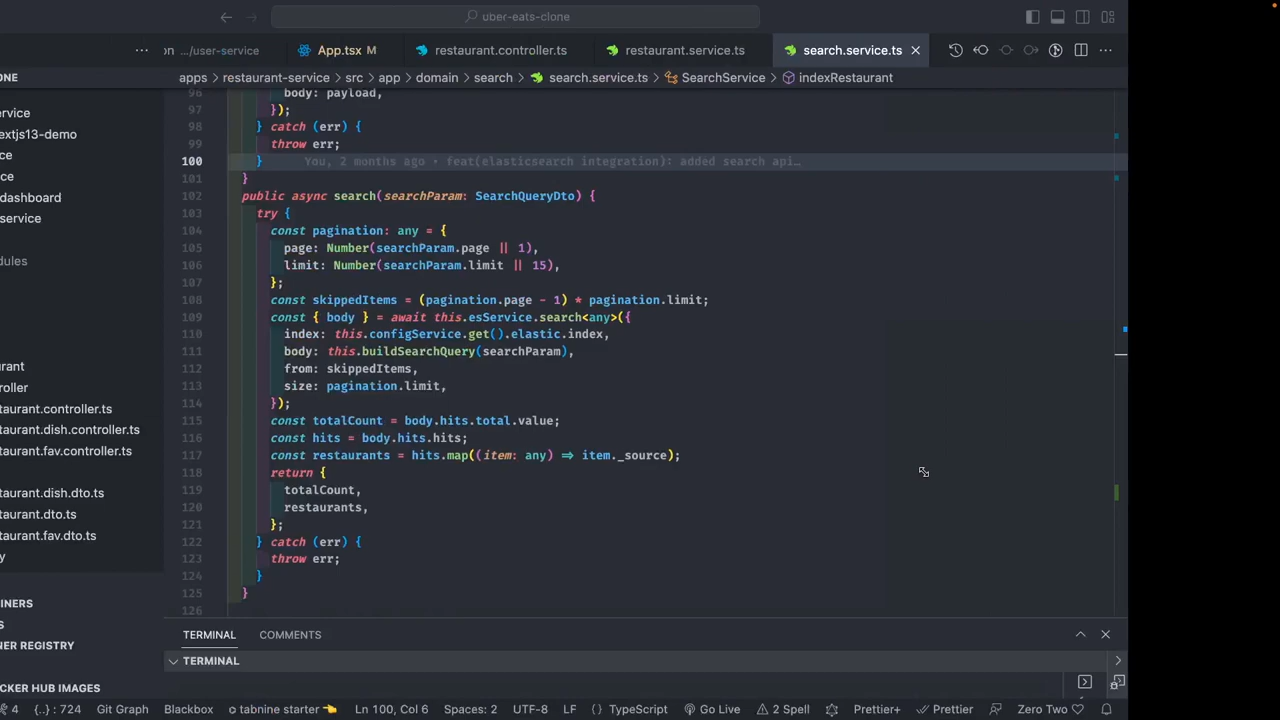 uber-eats-clone
on .../user-service
App.tsx M
restaurant.controller.ts
restaurant.service.ts
search.service.ts
ONE
apps > restaurant-service > src > app > domain > search > search.service.ts > SearchService > indexRestaurant
ervice
extjs13-demo
ce
ce
dashboard
service
dules
rant
roller
taurant.controller.ts
taurant.dish.controller.ts
taurant.fav.controller.ts
taurant.dish.dto.ts
taurant.dto.ts
taurant.fav.dto.ts
y
INERS
S
NER REGISTRY
CKER HUB IMAGES
96 body: payload,
97 });
98 } catch (err) {
99 throw err;
100 } You, 2 months ago • feat(elasticsearch integration): added search api…
101 }
102 public async search(searchParam: SearchQueryDto) {
103 try {
104 const pagination: any = {
105 page: Number(searchParam.page || 1),
106 limit: Number(searchParam.limit || 15),
107 };
108 const skippedItems = (pagination.page - 1) * pagination.limit;
109 const { body } = await this.esService.search<any>({
110 index: this.configService.get().elastic.index,
111 body: this.buildSearchQuery(searchParam),
112 from: skippedItems,
113 size: pagination.limit,
114 });
115 const totalCount = body.hits.total.value;
116 const hits = body.hits.hits;
117 const restaurants = hits.map((item: any) => item._source);
118 return {
119 totalCount,
120 restaurants,
121 };
122 } catch (err) {
123 throw err;
124 }
125 }
126
TERMINAL COMMENTS
TERMINAL
4 {..} : 724 Git Graph Blackbox tabnine starter Ln 100, Col 6 Spaces: 2 UTF-8 LF {} TypeScript Go Live 2 Spell Prettier+ Prettier Zero Two